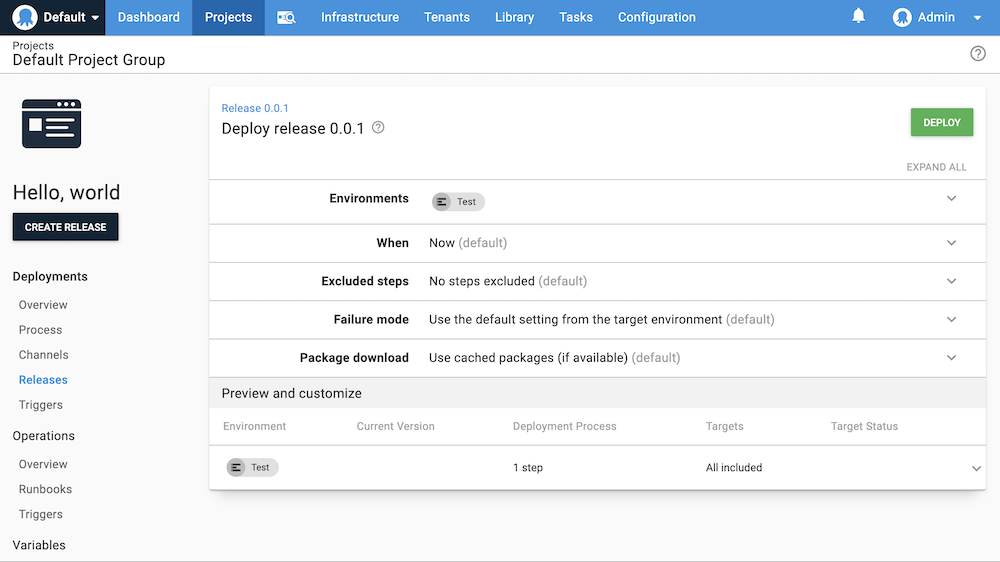 Default Dashboard Projects Infrastructure Tenants Library Tasks Configuration Admin
Projects
Default Project Group
Hello, world
CREATE RELEASE
Deployments
Overview
Process
Channels
Releases
Triggers
Operations
Overview
Runbooks
Triggers
Variables
Release 0.0.1
Deploy release 0.0.1
DEPLOY
EXPAND ALL
Environments Test
When Now (default)
Excluded steps No steps excluded (default)
Failure mode Use the default setting from the target environment (default)
Package download Use cached packages (if available) (default)
Preview and customize
Environment Current Version Deployment Process Targets Target Status
Test 1 step All included